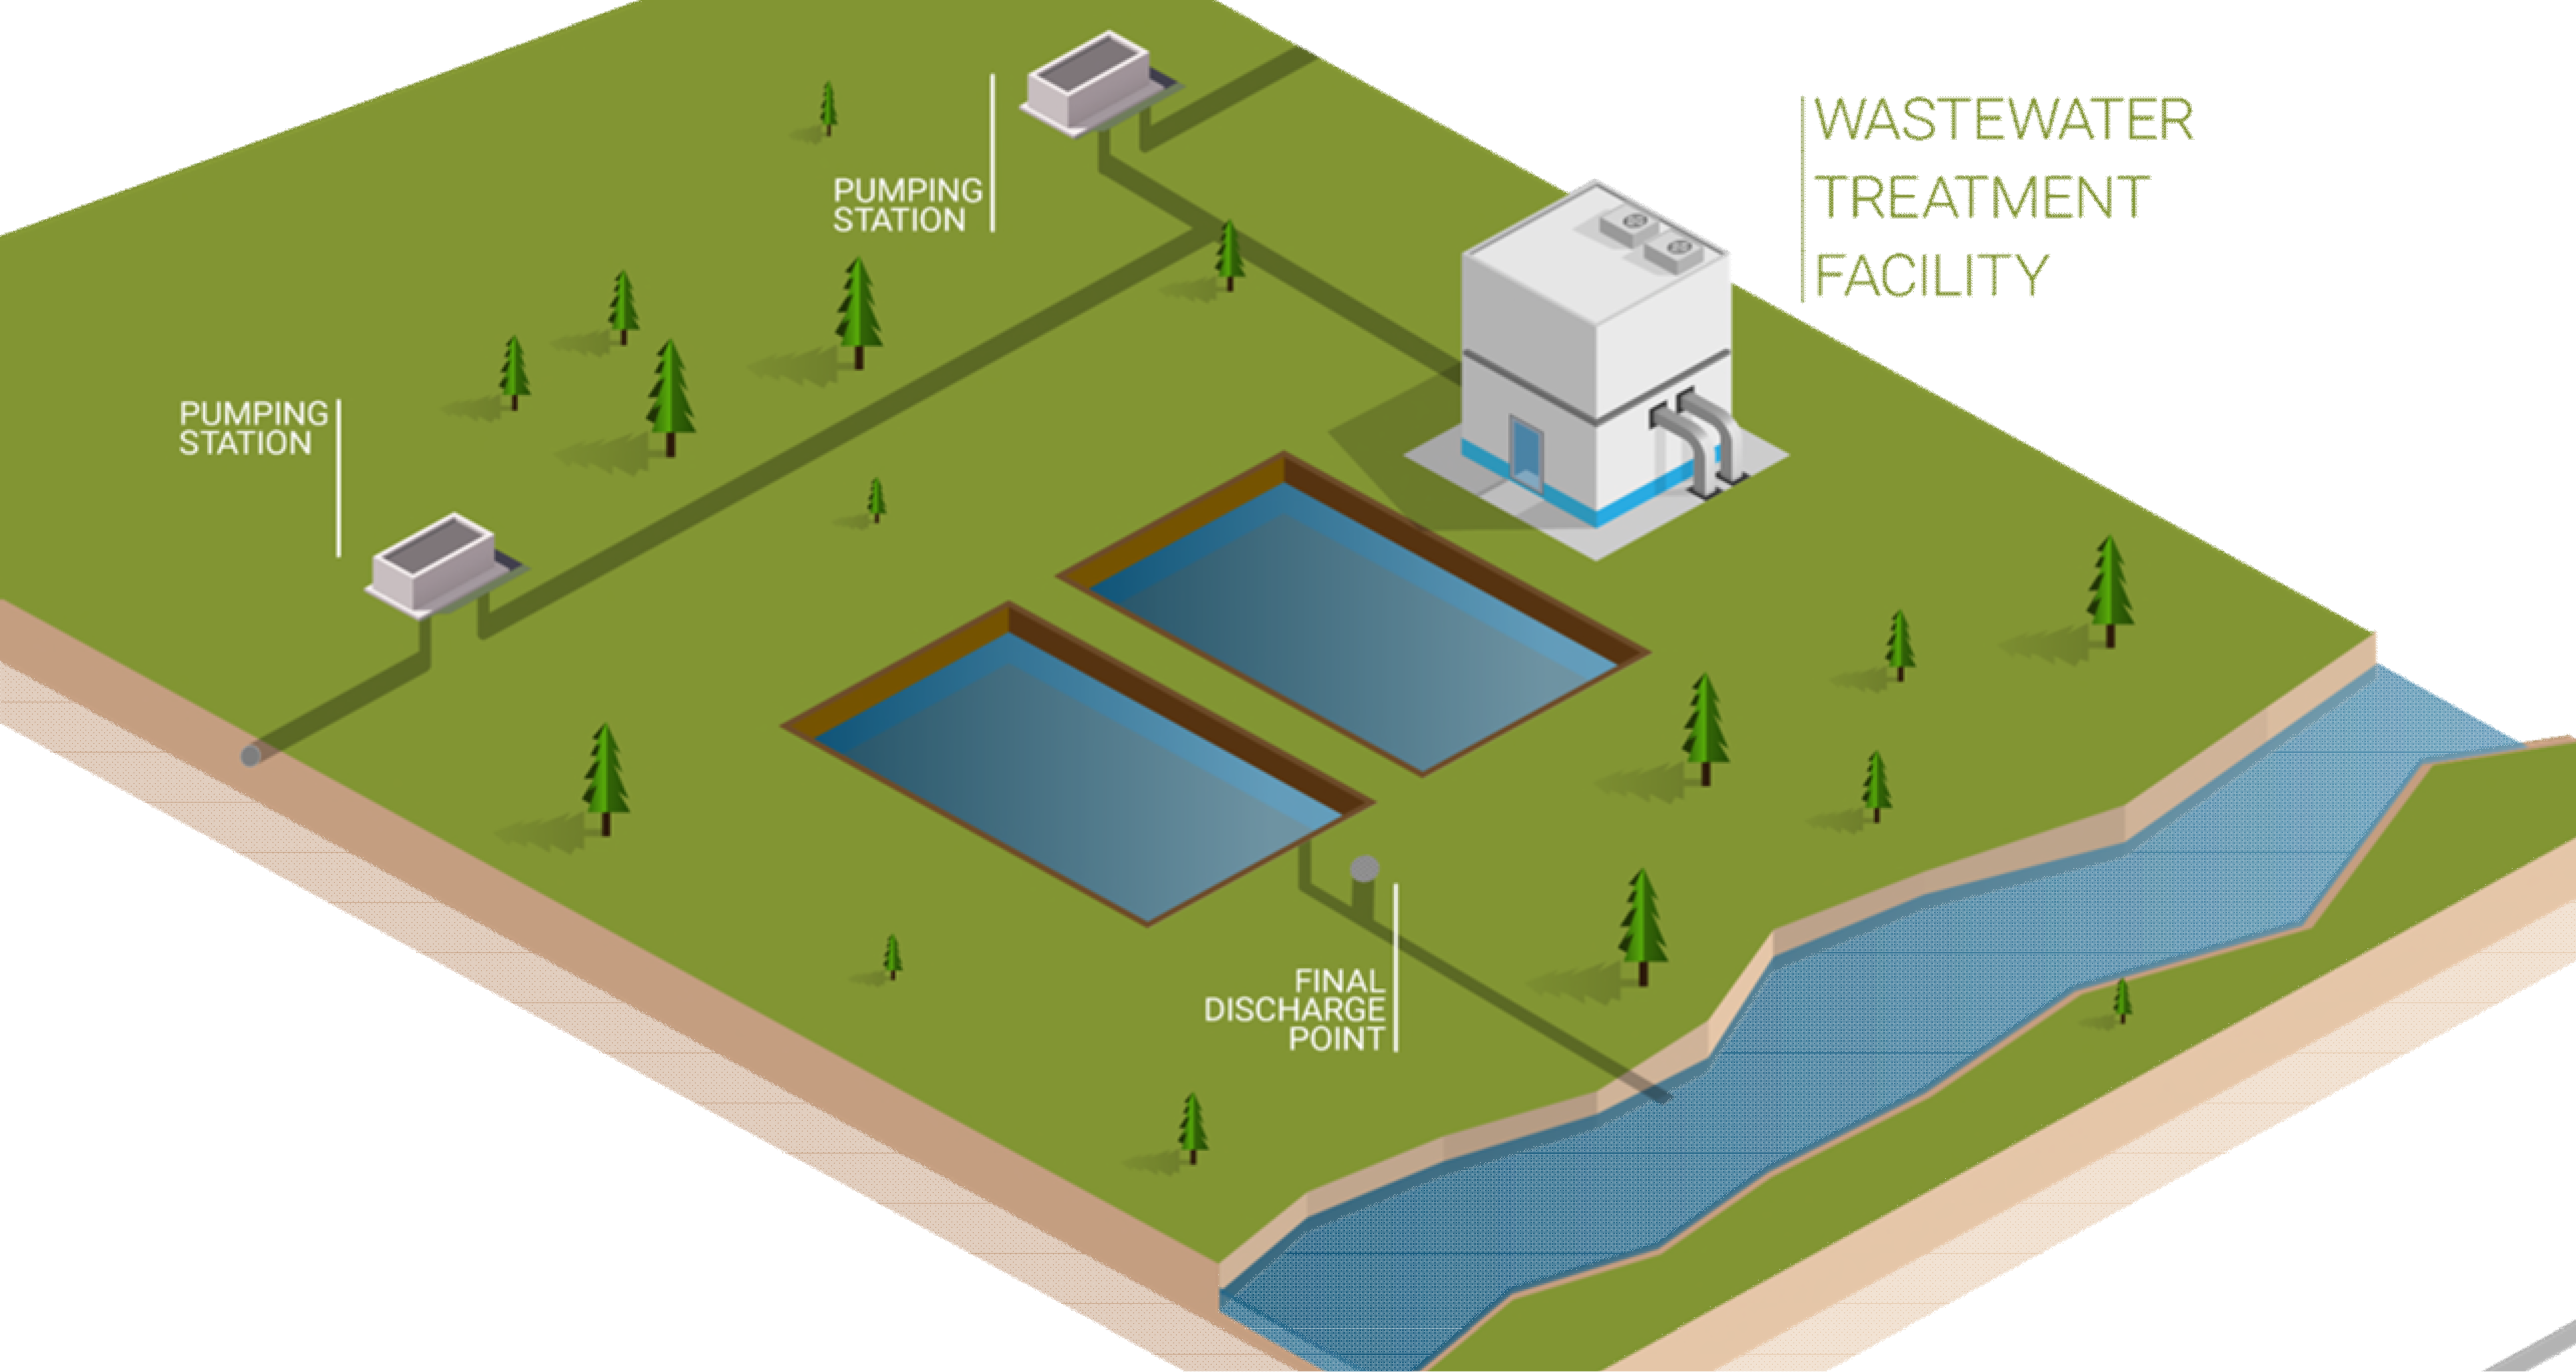 WASTEWATER
TREATMENT
FACILITY
PUMPING
STATION
PUMPING
STATION
FINAL
DISCHARGE
POINT